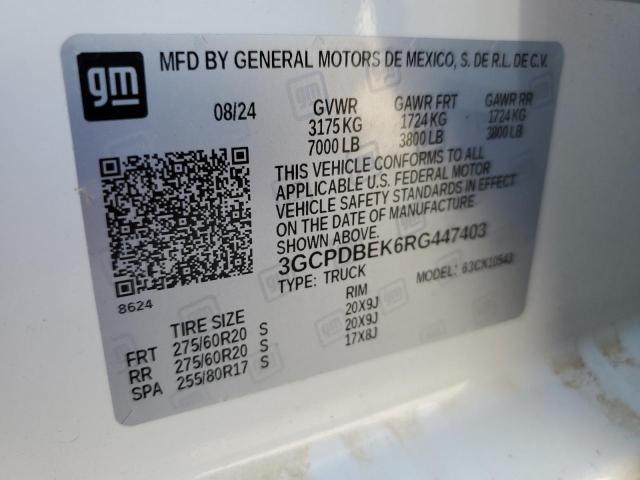 gm
MFD BY GENERAL MOTORS DE MEXICO, S. DE R.L. DE C.V.
08/24 GVWR GAWR FRT GAWR RR
3175 KG 1724 KG 1724 KG
7000 LB 3800 LB 3800 LB
THIS VEHICLE CONFORMS TO ALL
APPLICABLE U.S. FEDERAL MOTOR
VEHICLE SAFETY STANDARDS IN EFFECT
ON THE DATE OF MANUFACTURE
SHOWN ABOVE.
3GCPDBEK6RG447403
TYPE: TRUCK MODEL: 63CK10543
8624
TIRE SIZE RIM
FRT 275/60R20 S 20X9J
RR 275/60R20 S 20X9J
SPA 255/80R17 S 17X8J